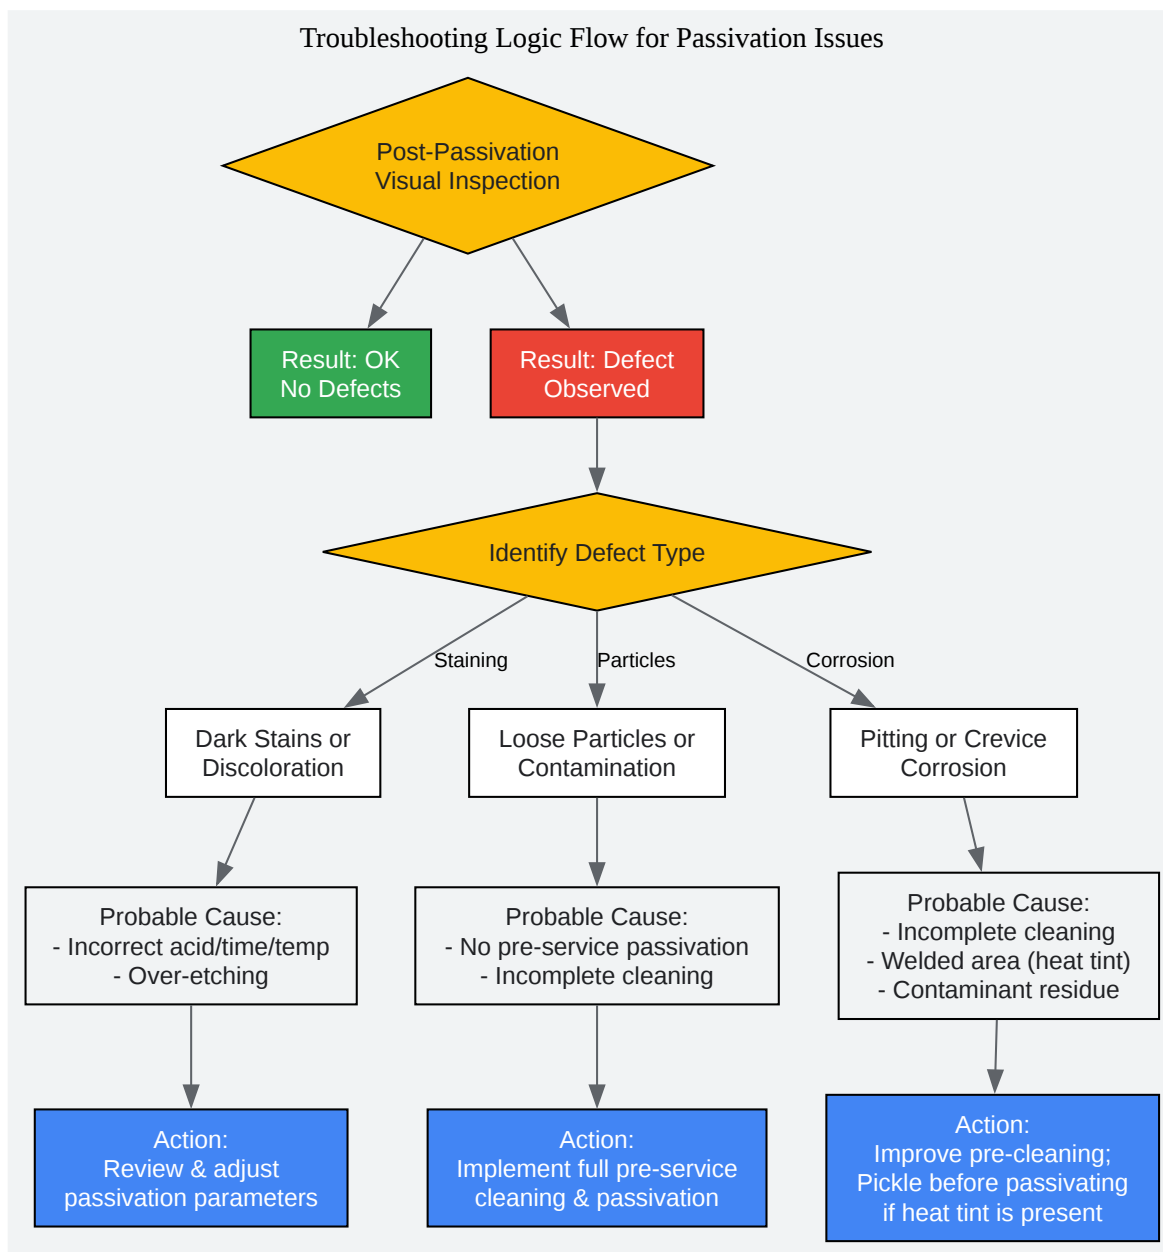 Troubleshooting Logic Flow for Passivation Issues
Post-Passivation
Visual Inspection
Result: OK
No Defects
Result: Defect
Observed
Identify Defect Type
Staining
Particles
Corrosion
Dark Stains or
Discoloration
Loose Particles or
Contamination
Pitting or Crevice
Corrosion
Probable Cause:
- Incorrect acid/time/temp
- Over-etching
Probable Cause:
- No pre-service passivation
- Incomplete cleaning
Probable Cause:
- Incomplete cleaning
- Welded area (heat tint)
- Contaminant residue
Action:
Review & adjust
passivation parameters
Action:
Implement full pre-service
cleaning & passivation
Action:
Improve pre-cleaning;
Pickle before passivating
if heat tint is present